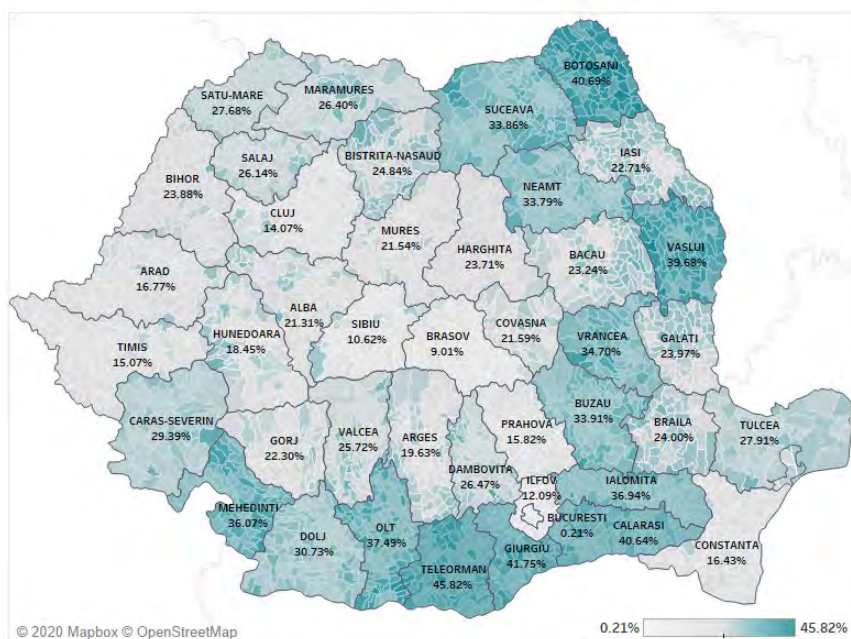 BOTOSANI
40.69%
SATU-MARE
27.68%
MARAMURES
26.40%
SUCEAVA
33.86%
IASI
22.71%
SALAJ
26.14%
BISTRITA-NASAUD
24.84%
BIHOR
23.88%
NEAMT
33.79%
CLUJ
14.07%
MURES
21.54%
HARGHITA
23.71%
BACAU
23.24%
VASLUI
39.68%
ARAD
16.77%
ALBA
21.31%
SIBIU
10.62%
BRASOV
9.01%
COVASNA
21.59%
TIMIS
15.07%
HUNEDOARA
18.45%
VRANCEA
34.70%
GALATI
23.97%
CARAS-SEVERIN
29.39%
GORJ
22.30%
VALCEA
25.72%
ARGES
19.63%
PRAHOVA
15.82%
BUZAU
33.91%
BRAILA
24.00%
TULCEA
27.91%
DAMBOVITA
26.47%
ILFOV
12.09%
IALOMITA
36.94%
MEHEDINTI
36.07%
DOLJ
30.73%
OLT
37.49%
TELEORMAN
45.82%
GIURGIU
41.75%
BUCURESTI
0.21%
CALARASI
40.64%
CONSTANTA
16.43%
© 2020 Mapbox © OpenStreetMap
0.21%
45.82%